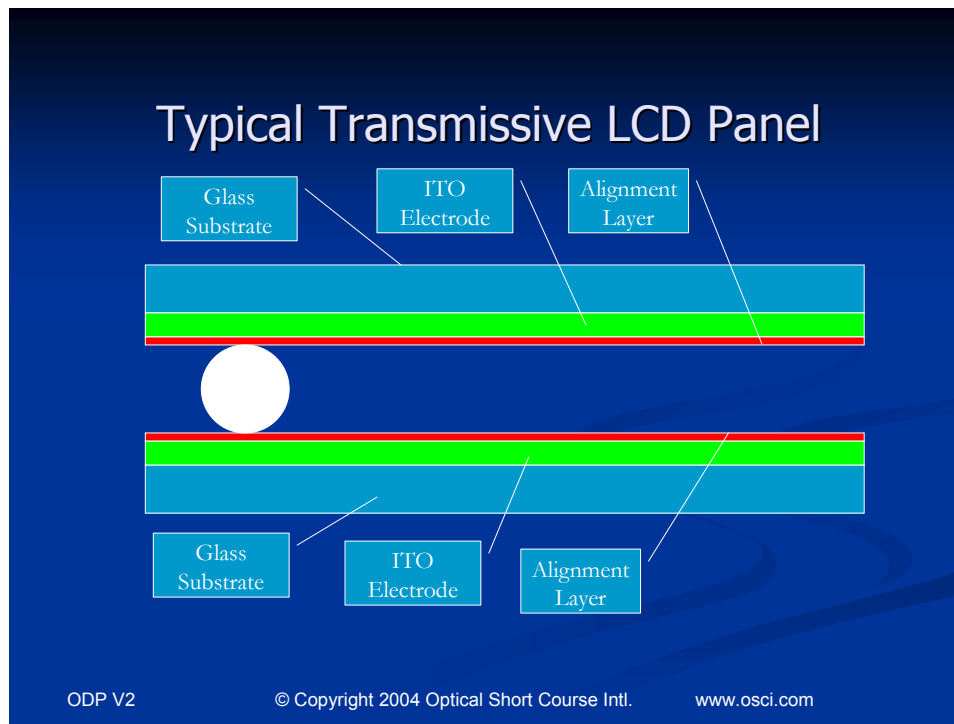 Typical Transmissive LCD Panel
Glass
Substrate
ITO
Electrode
Alignment
Layer
Glass
Substrate
ITO
Electrode
Alignment
Layer
ODP V2
© Copyright 2004 Optical Short Course Intl.
www.osci.com